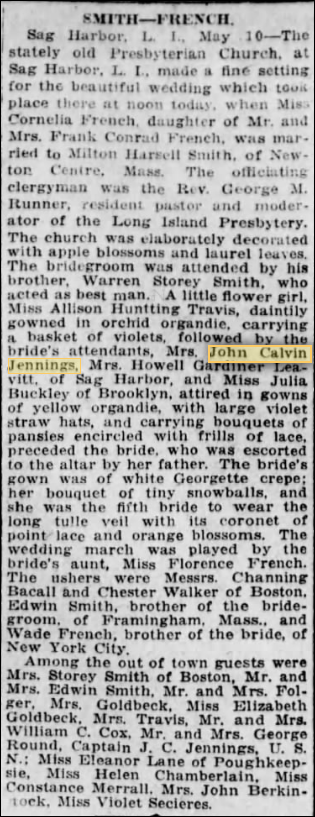 SMITH—FRENCH.
Sag Harbor, L. I., May 10—The
stately old Presbyterian Church, at
Sag Harbor, L. I., made a fine setting
for the beautiful wedding which took
place there at noon today, when Miss
Cornelia French, daughter of Mr. and
Mrs. Frank Conrad French, was mar-
ried to Milton Harsell Smith, of New-
ton Centre, Mass. The officiating
clergyman was the Rev. George M.
Runner, resident pastor and moder-
ator of the Long Island Presbytery.
The church was elaborately decorated
with apple blossoms and laurel leaves.
The bridegroom was attended by his
brother, Warren Storey Smith, who
acted as best man. A little flower girl,
Miss Allison Huntting Travis, daintily
gowned in orchid organdie, carrying
a basket of violets, followed by the
bride's attendants, Mrs. John Calvin
Jennings, Mrs. Howell Gardiner Lea-
vitt, of Sag Harbor, and Miss Julia
Buckley of Brooklyn, attired in gowns
of yellow organdie, with large violet
straw hats, and carrying bouquets of
pansies encircled with frills of lace,
preceded the bride, who was escorted
to the altar by her father. The bride's
gown was of white Georgette crepe;
her bouquet of tiny snowballs, and
she was the fifth bride to wear the
long tulle veil with its coronet of
point lace and orange blossoms. The
wedding march was played by the
bride's aunt, Miss Florence French.
The ushers were Messrs. Channing
Bacall and Chester Walker of Boston,
Edwin Smith, brother of the bride-
groom, of Framingham, Mass., and
Wade French, brother of the bride, of
New York City.
Among the out of town guests were
Mrs. Storey Smith of Boston, Mr. and
Mrs. Edwin Smith, Mr. and Mrs. Fol-
ger, Mrs. Goldbeck, Miss Elizabeth
Goldbeck, Mrs. Travis, Mr. and Mrs.
William C. Cox, Mr. and Mrs. George
Round, Captain J. C. Jennings, U. S.
N.; Miss Eleanor Lane of Poughkeep-
sie, Miss Helen Chamberlain, Miss
Constance Merrall, Mrs. John Berkin-
Miss Violet Secieres.